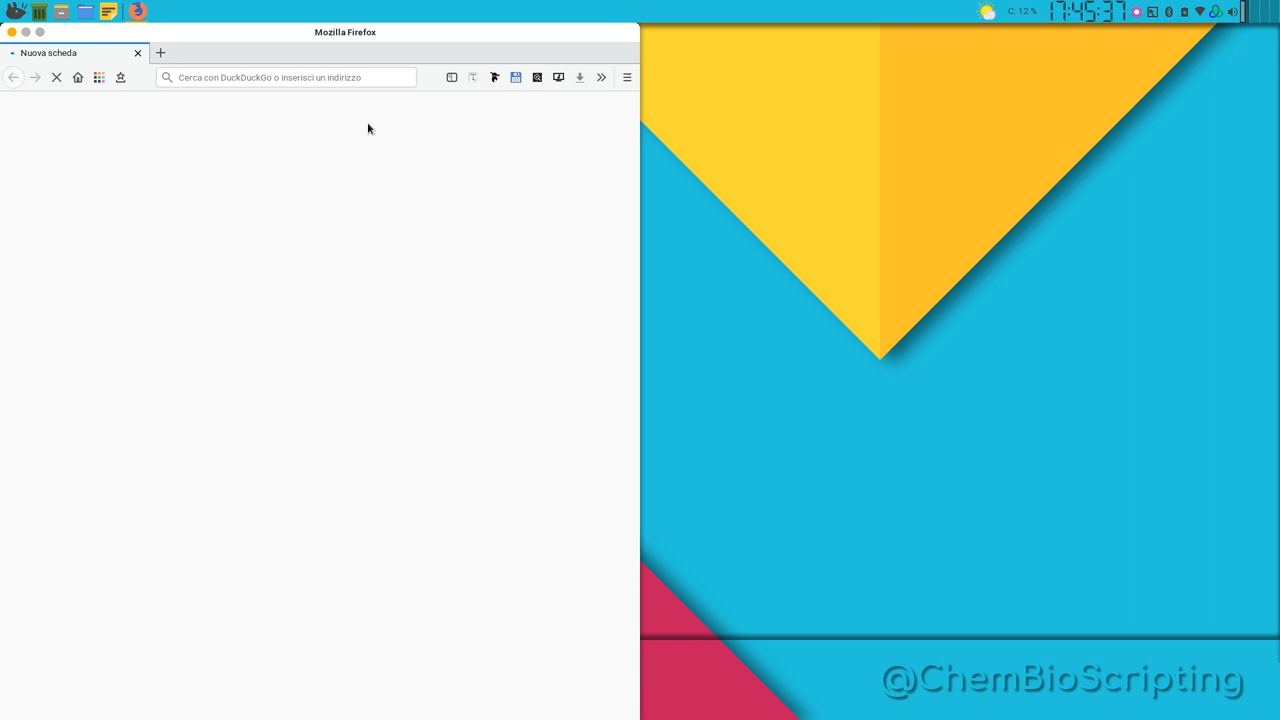 C: 12 %
17:45:37
Mozilla Firefox
Nuova scheda
Cerca con DuckDuckGo o inserisci un indirizzo
@ChemBioScripting